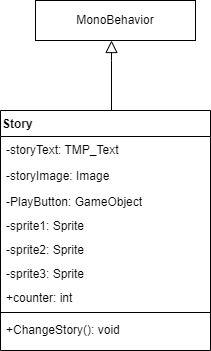 MonoBehavior
Story
-storyText: TMP_Text
-storyImage: Image
-PlayButton: GameObject
-sprite1: Sprite
-sprite2: Sprite
-sprite3: Sprite
+counter: int
+ChangeStory(): void